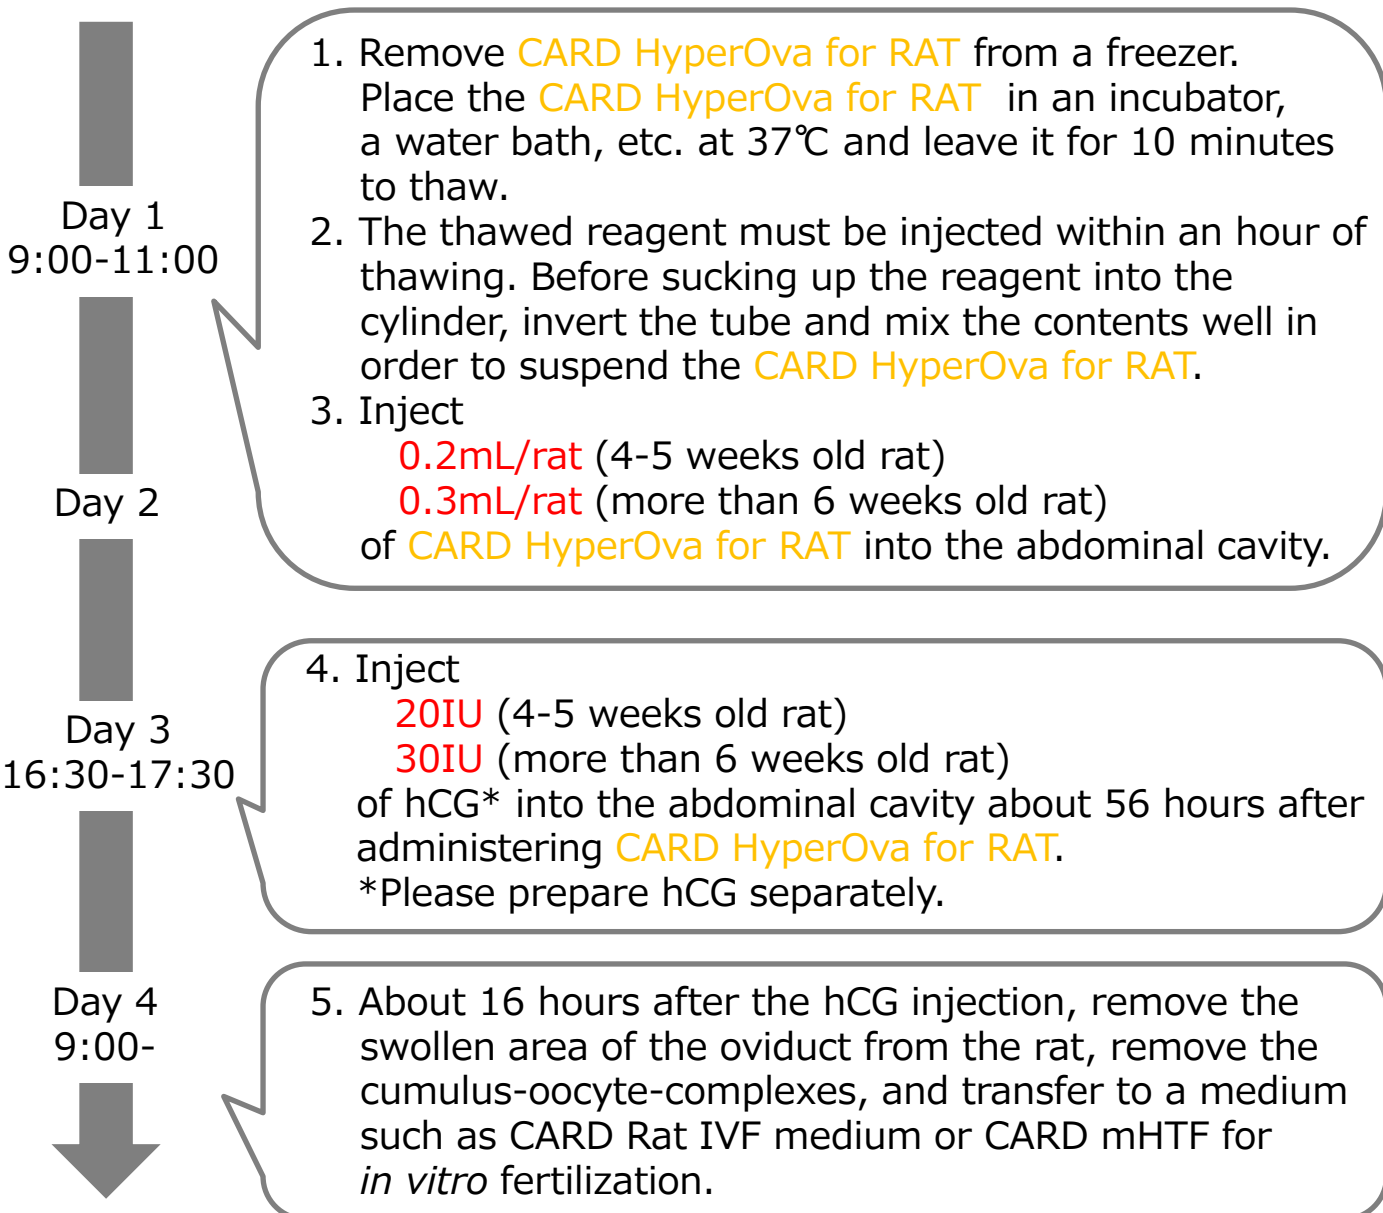 Day 1
9:00-11:00
1. Remove CARD HyperOva for RAT from a freezer.
Place the CARD HyperOva for RAT in an incubator,
a water bath, etc. at 37℃ and leave it for 10 minutes
to thaw.
2. The thawed reagent must be injected within an hour of
thawing. Before sucking up the reagent into the
cylinder, invert the tube and mix the contents well in
order to suspend the CARD HyperOva for RAT.
3. Inject
0.2mL/rat (4-5 weeks old rat)
0.3mL/rat (more than 6 weeks old rat)
of CARD HyperOva for RAT into the abdominal cavity.
Day 2
Day 3
16:30-17:30
4. Inject
20IU (4-5 weeks old rat)
30IU (more than 6 weeks old rat)
of hCG* into the abdominal cavity about 56 hours after
administering CARD HyperOva for RAT.
*Please prepare hCG separately.
Day 4
9:00-
5. About 16 hours after the hCG injection, remove the
swollen area of the oviduct from the rat, remove the
cumulus-oocyte-complexes, and transfer to a medium
such as CARD Rat IVF medium or CARD mHTF for
in vitro fertilization.